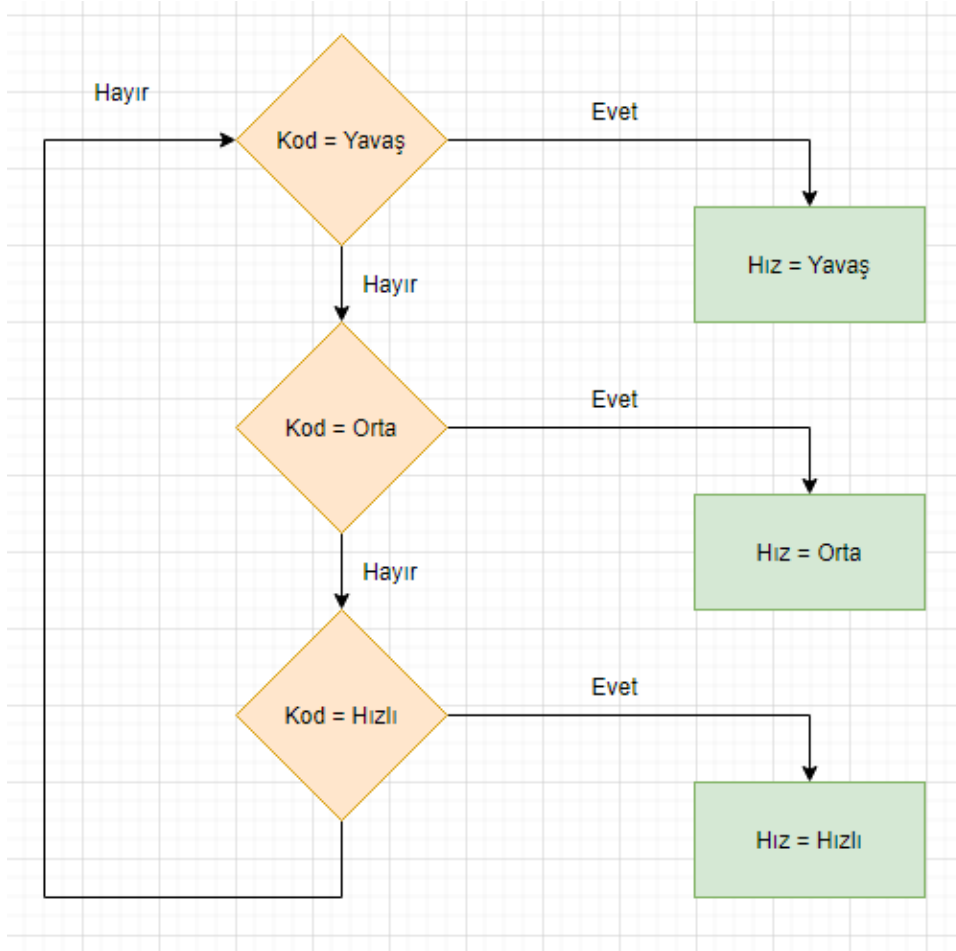 Hayır
Kod = Yavaş
Evet
Hız = Yavaş
Hayır
Kod = Orta
Evet
Hız = Orta
Hayır
Kod = Hızlı
Evet
Hız = Hızlı